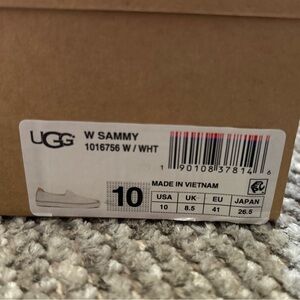 UGG
W SAMMY
1016756 W / WHT
1 90108 37814 6
10
MADE IN VIETNAM
USA UK EU JAPAN
10 8.5 41 26.5